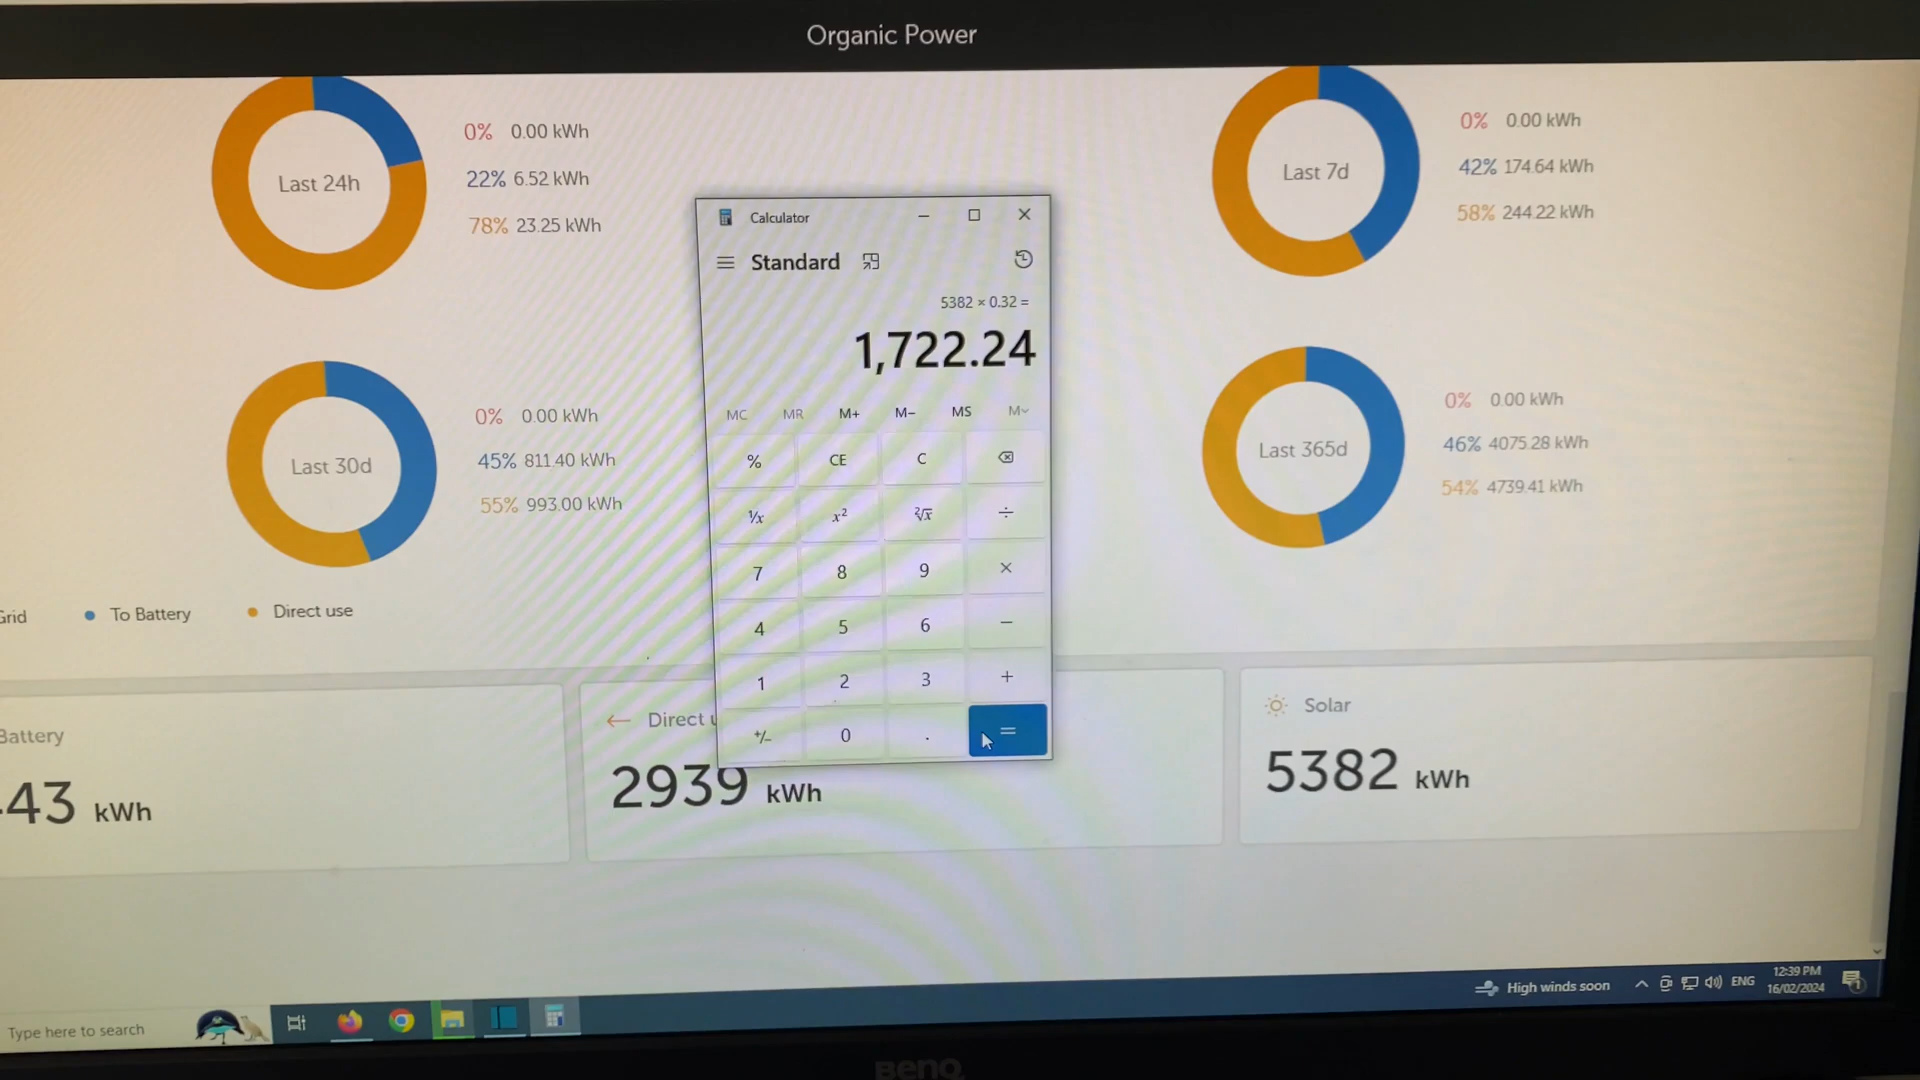 Organic Power
Last 24h
0% 0.00 kWh
22% 6.52 kWh
78% 23.25 kWh
Last 7d
0% 0.00 kWh
42% 174.64 kWh
58% 244.22 kWh
Calculator
Standard
5382 × 0.32 =
1,722.24
MC MR M+ M− MS M˅
% CE C
¹/x x² ²√x ÷
7 8 9 ×
4 5 6 −
1 2 3 +
+/− 0 . =
Last 30d
0% 0.00 kWh
45% 811.40 kWh
55% 993.00 kWh
Last 365d
0% 0.00 kWh
46% 4075.28 kWh
54% 4739.41 kWh
Grid To Battery Direct use
Battery
43 kWh
Direct u
2939 kWh
Solar
5382 kWh
Type here to search
High winds soon
ENG
12:39 PM
16/02/2024
1
BenQ